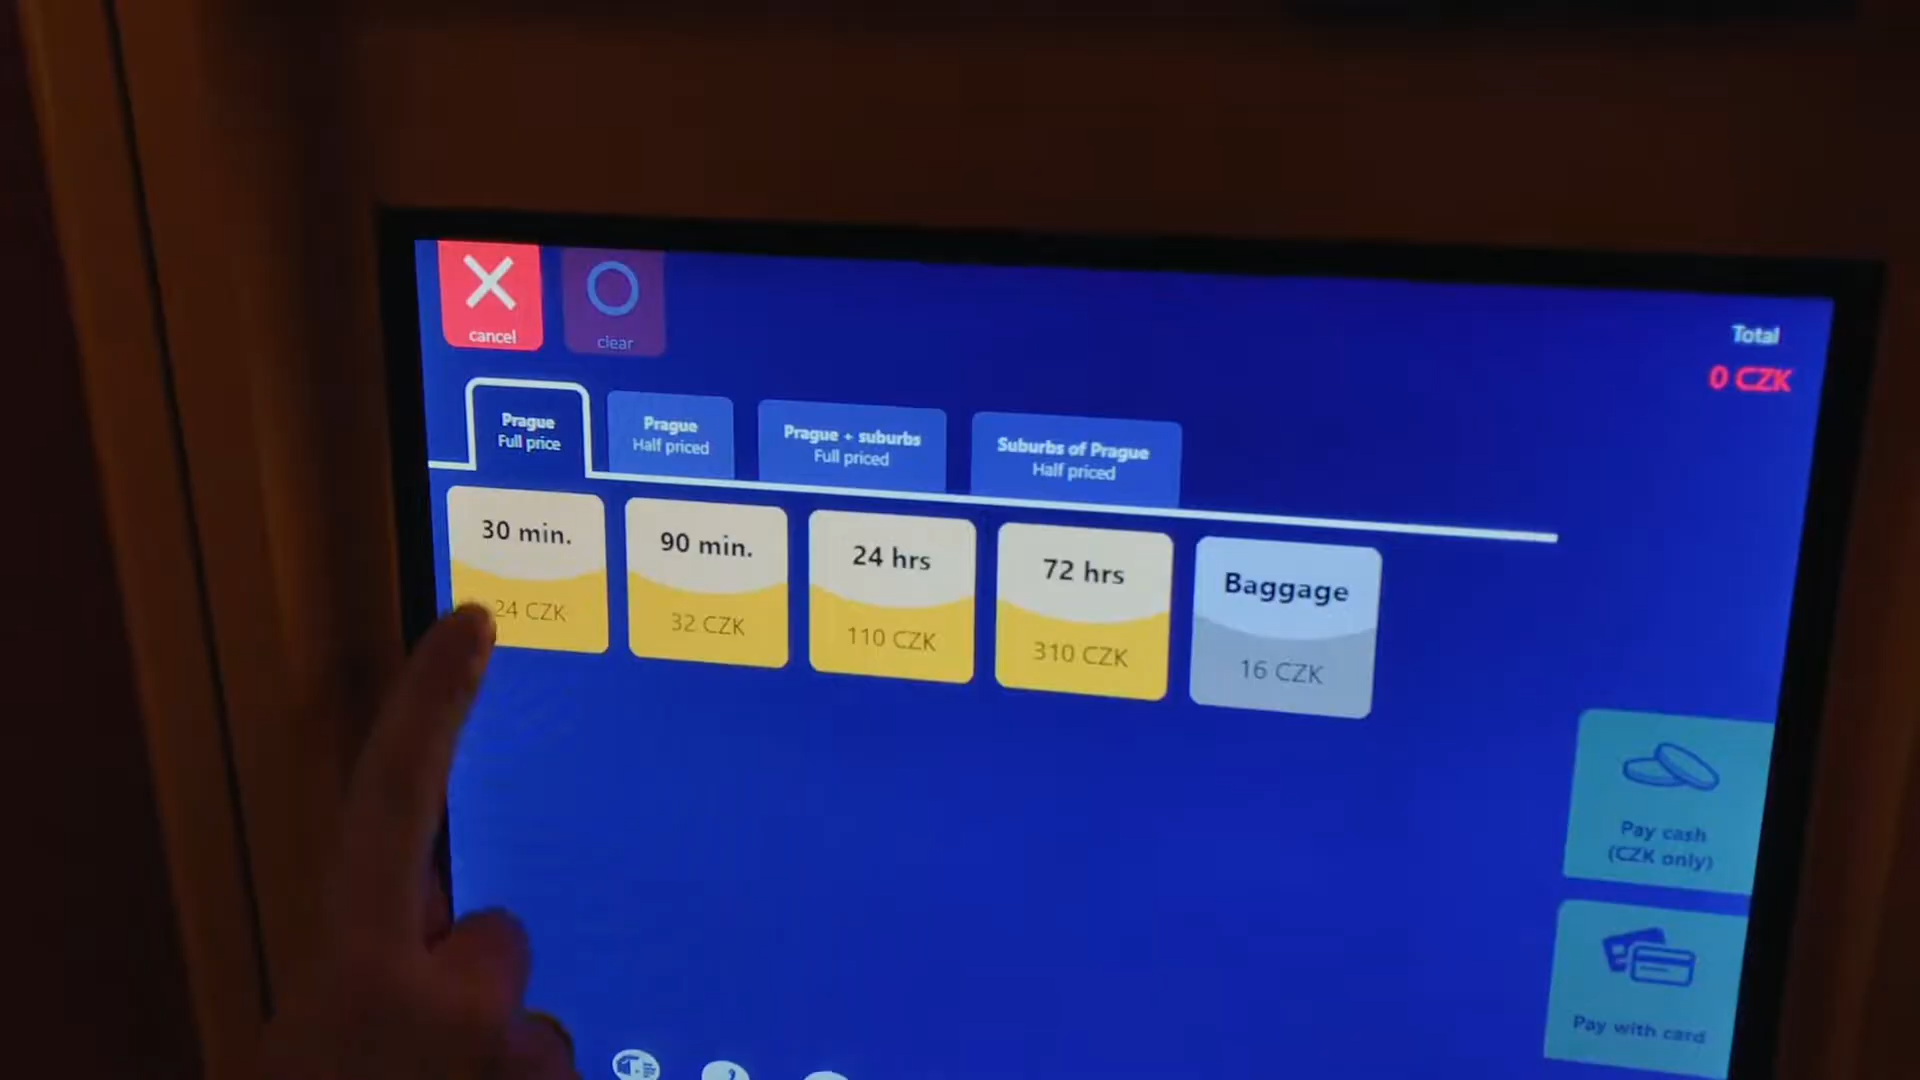 cancel
clear
Total
0 CZK
Prague
Full price
Prague
Half priced
Prague + suburbs
Full priced
Suburbs of Prague
Half priced
30 min.
24 CZK
90 min.
32 CZK
24 hrs
110 CZK
72 hrs
310 CZK
Baggage
16 CZK
Pay cash
(CZK only)
Pay with card